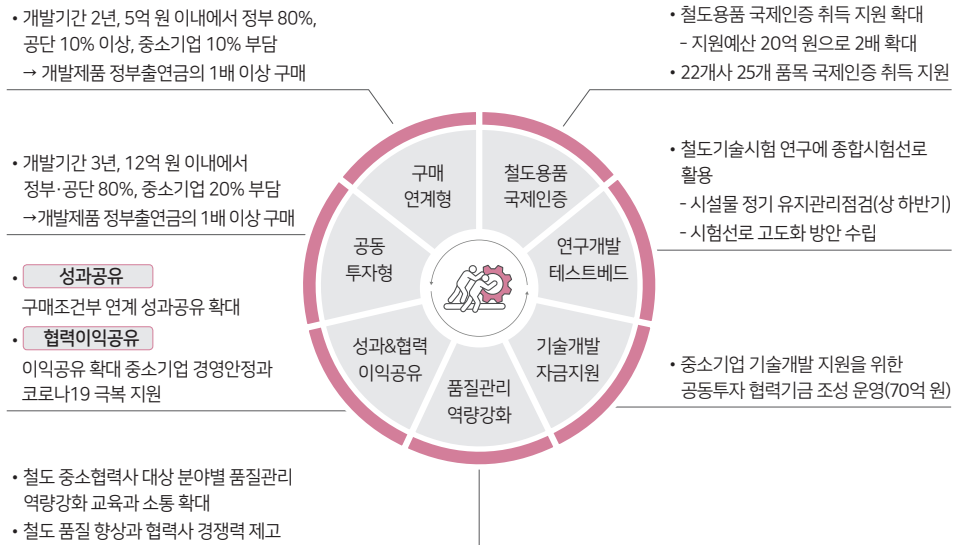 • 개발기간 2년, 5억 원 이내에서 정부 80%,
공단 10% 이상, 중소기업 10% 부담
→ 개발제품 정부출연금의 1배 이상 구매
• 개발기간 3년, 12억 원 이내에서
정부·공단 80%, 중소기업 20% 부담
→개발제품 정부출연금의 1배 이상 구매
• 성과공유
구매조건부 연계 성과공유 확대
• 협력이익공유
이익공유 확대 중소기업 경영안정과
코로나19 극복 지원
• 철도 중소협력사 대상 분야별 품질관리
역량강화 교육과 소통 확대
• 철도 품질 향상과 협력사 경쟁력 제고
구매
연계형
철도용품
국제인증
공동
투자형
연구개발
테스트베드
성과&협력
이익공유
기술개발
자금지원
품질관리
역량강화
• 철도용품 국제인증 취득 지원 확대
- 지원예산 20억 원으로 2배 확대
• 22개사 25개 품목 국제인증 취득 지원
• 철도기술시험 연구에 종합시험선로
활용
- 시설물 정기 유지관리점검(상 하반기)
- 시험선로 고도화 방안 수립
• 중소기업 기술개발 지원을 위한
공동투자 협력기금 조성 운영(70억 원)